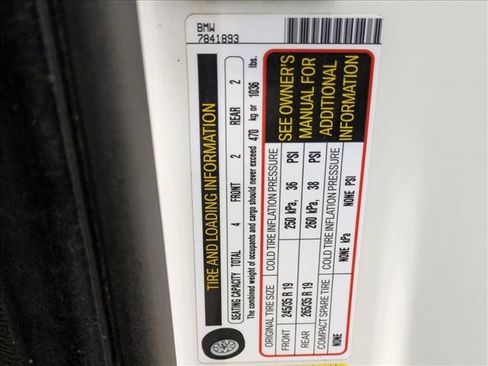 BMW
7841893
TIRE AND LOADING INFORMATION
SEATING CAPACITY TOTAL 4 FRONT 2 REAR 2
The combined weight of occupants and cargo should never exceed 470 kg or 1036 lbs.
ORIGINAL TIRE SIZE COLD TIRE INFLATION PRESSURE
FRONT 245/35 R 19 250 kPa, 36 PSI
REAR 265/35 R 19 260 kPa, 38 PSI
COMPACT SPARE TIRE COLD TIRE INFLATION PRESSURE
NONE NONE kPa NONE PSI
SEE OWNER'S
MANUAL FOR
ADDITIONAL
INFORMATION